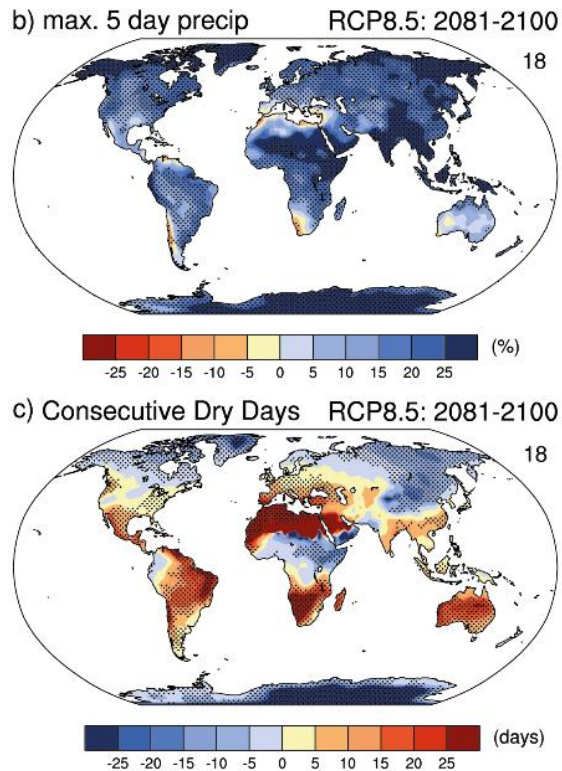 b) max. 5 day precip RCP8.5: 2081-2100
18
(%)
-25 -20 -15 -10 -5 0 5 10 15 20 25
c) Consecutive Dry Days RCP8.5: 2081-2100
18
(days)
-25 -20 -15 -10 -5 0 5 10 15 20 25